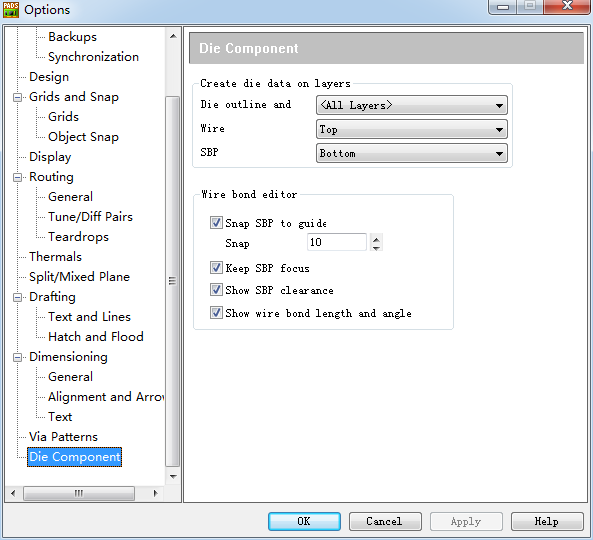 PADS
Options
Backups
Synchronization
Design
Grids and Snap
Grids
Object Snap
Display
Routing
General
Tune/Diff Pairs
Teardrops
Thermals
Split/Mixed Plane
Drafting
Text and Lines
Hatch and Flood
Dimensioning
General
Alignment and Arrov
Text
Via Patterns
Die Component
Die Component
Create die data on layers
Die outline and <All Layers>
Wire Top
SBP Bottom
Wire bond editor
Snap SBP to guide
Snap 10
Keep SBP focus
Show SBP clearance
Show wire bond length and angle
OK Cancel Apply Help